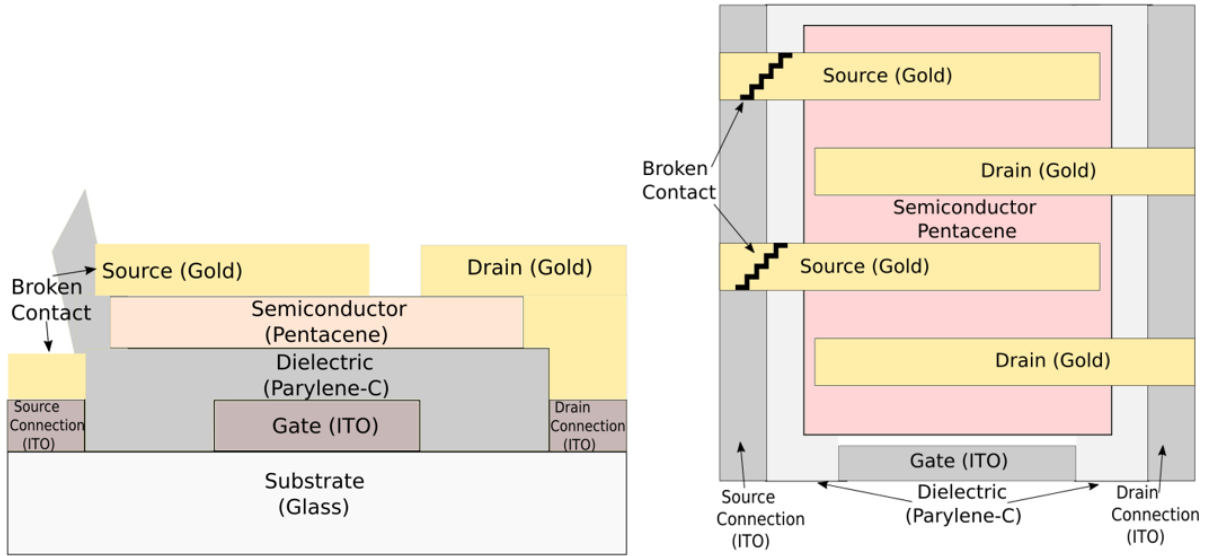 Source (Gold)
Drain (Gold)
Broken
Contact
Semiconductor
(Pentacene)
Dielectric
(Parylene-C)
Source
Connection
(ITO)
Gate (ITO)
Drain
Connection
(ITO)
Substrate
(Glass)
Source (Gold)
Broken
Contact
Drain (Gold)
Semiconductor
Pentacene
Source (Gold)
Drain (Gold)
Gate (ITO)
Source
Connection
(ITO)
Dielectric
(Parylene-C)
Drain
Connection
(ITO)